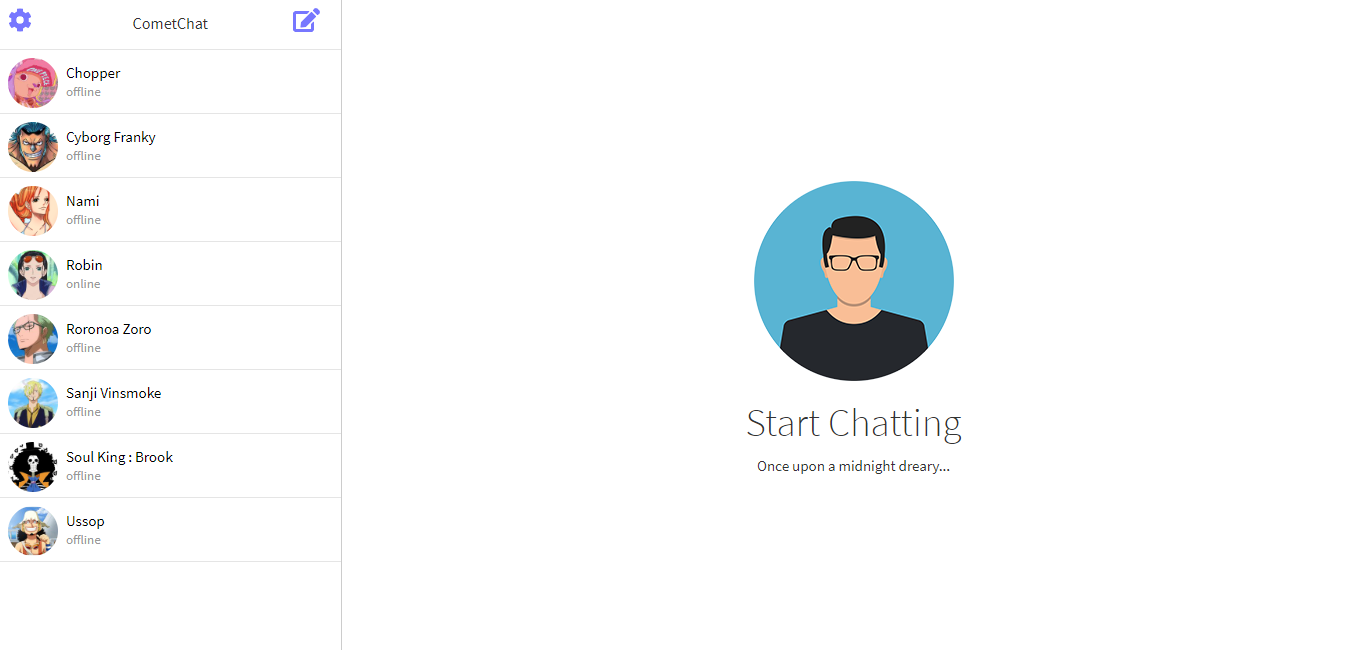 CometChat
Chopper
offline
Cyborg Franky
offline
Nami
offline
Robin
online
Roronoa Zoro
offline
Sanji Vinsmoke
offline
Soul King : Brook
offline
Ussop
offline
Start Chatting
Once upon a midnight dreary...